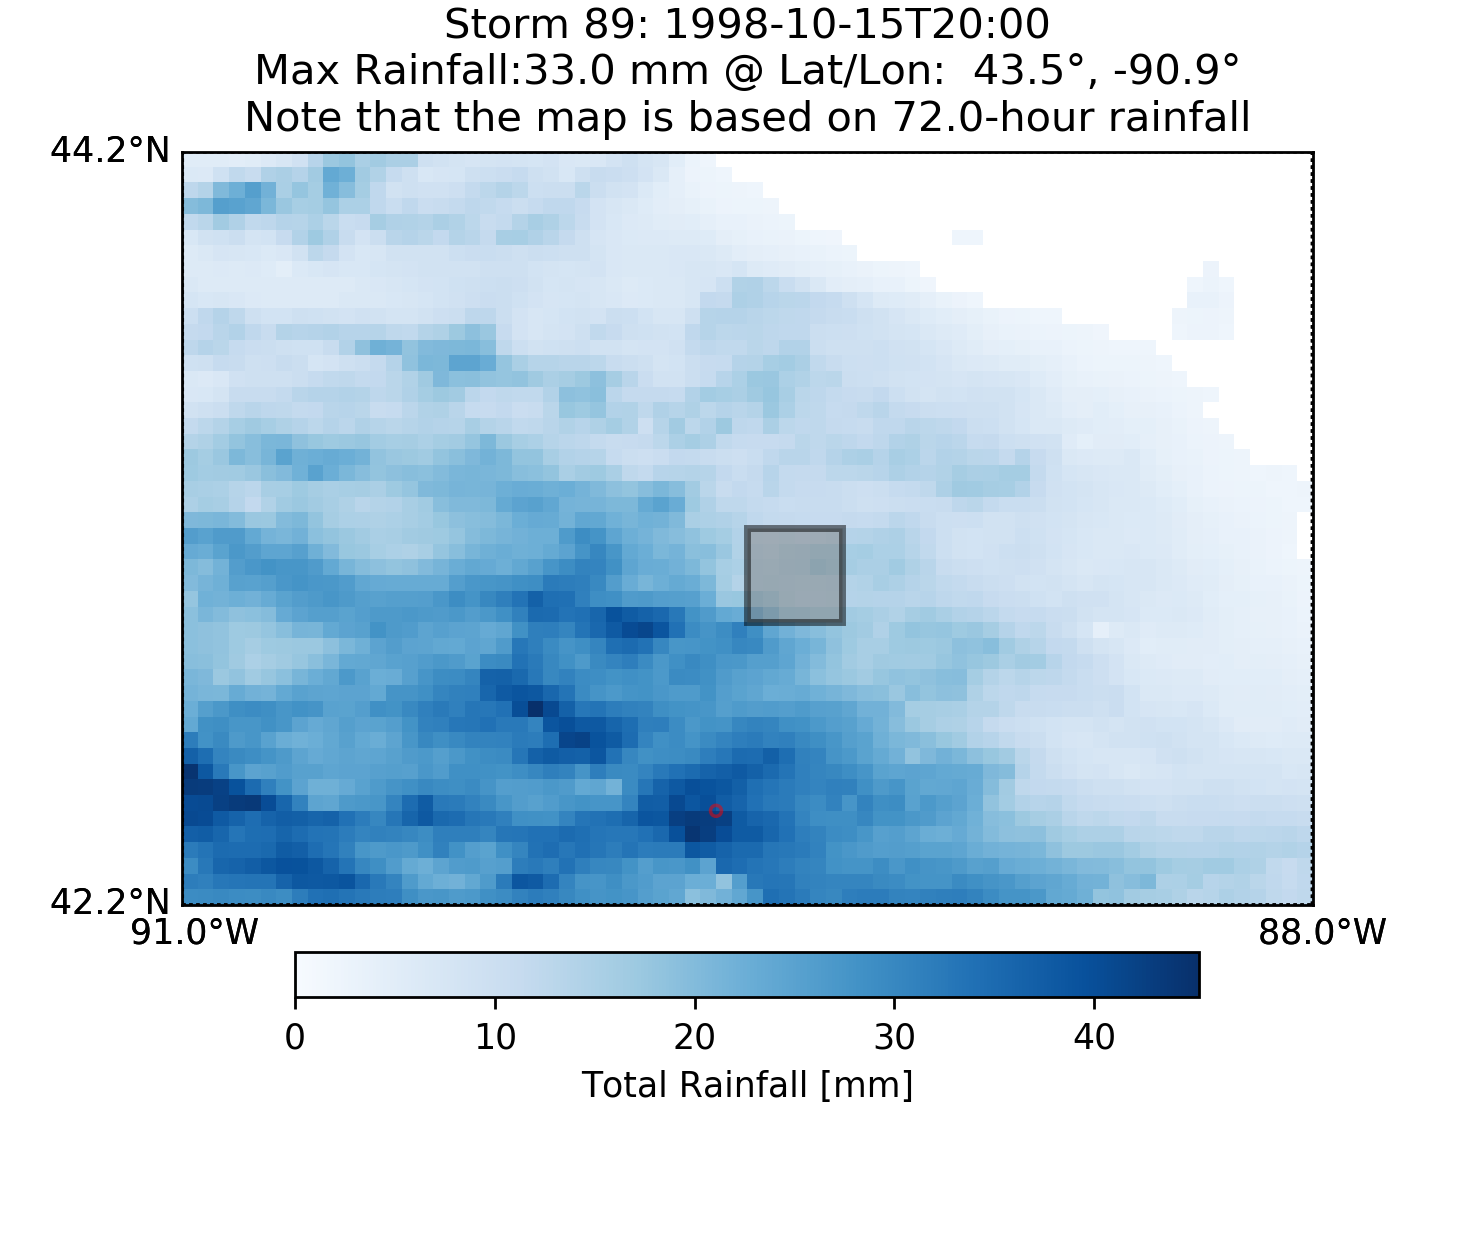 Storm 89: 1998-10-15T20:00
Max Rainfall:33.0 mm @ Lat/Lon:  43.5°, -90.9°
Note that the map is based on 72.0-hour rainfall
44.2°N
42.2°N
91.0°W 88.0°W
0 10 20 30 40
Total Rainfall [mm]